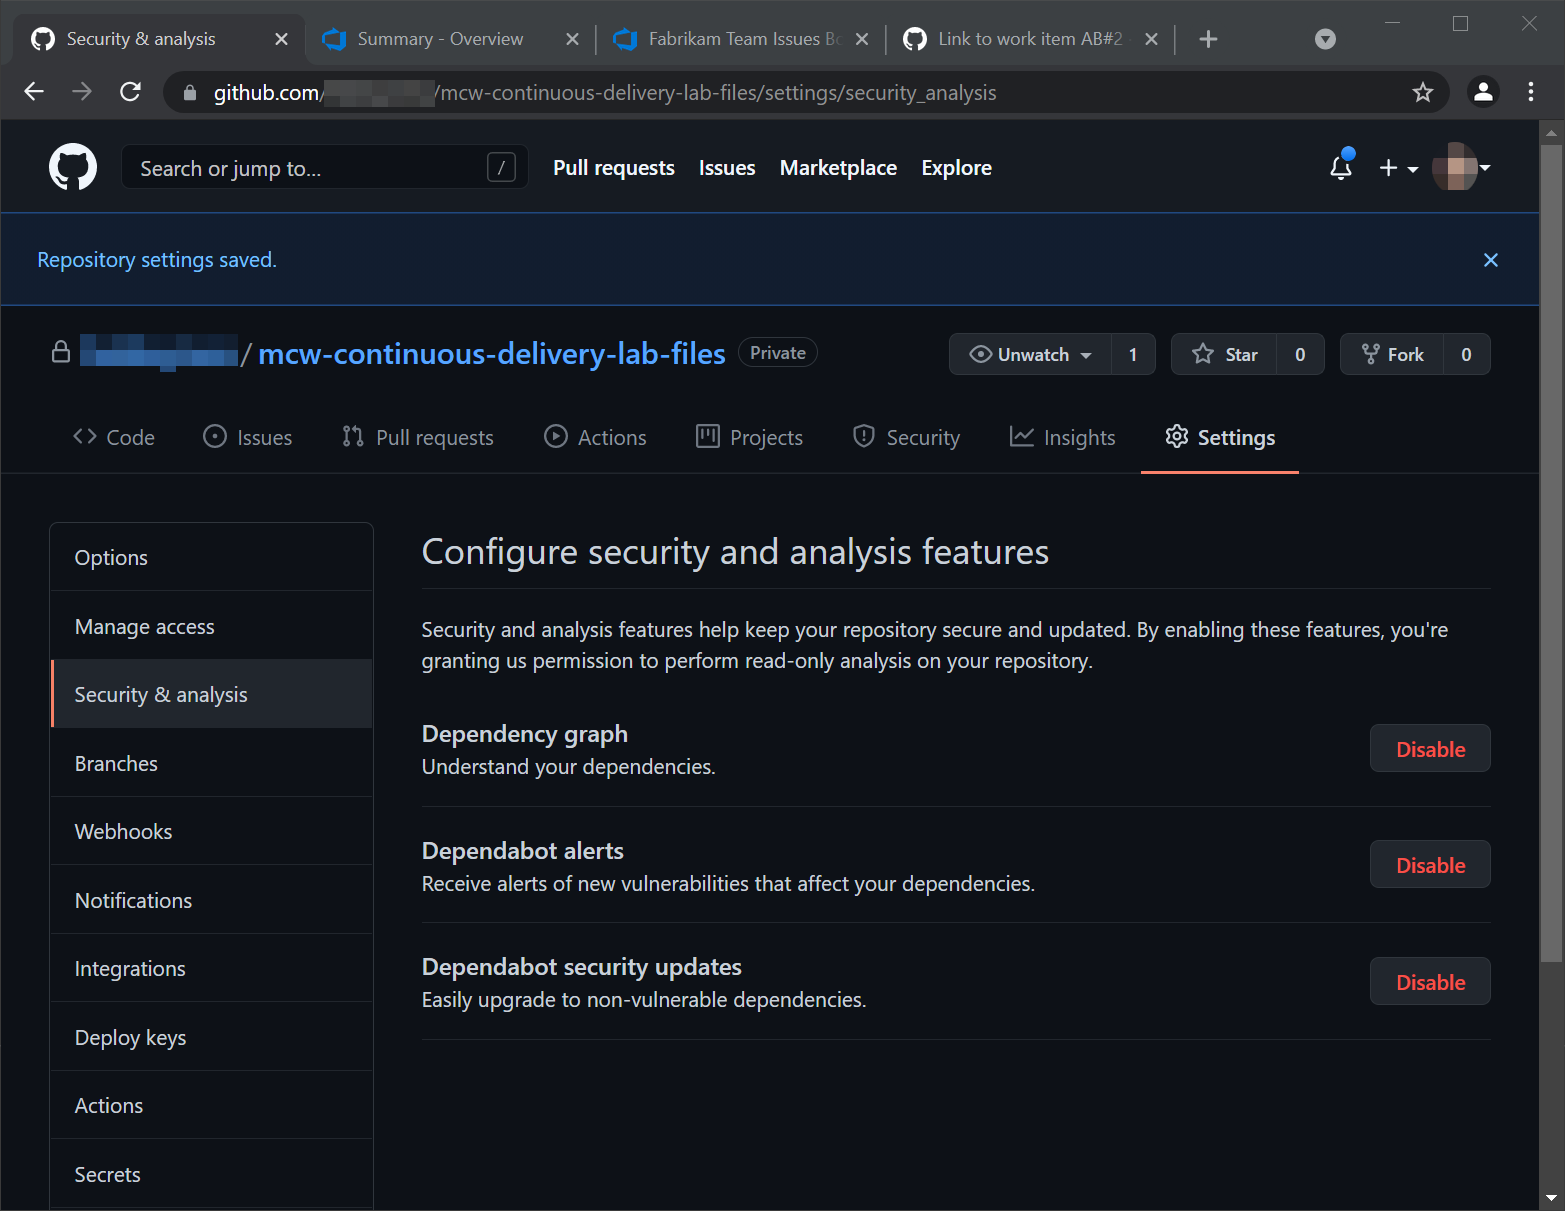 Security & analysis
Summary - Overview
Fabrikam Team Issues Bo
Link to work item AB#2 -
github.com/ /mcw-continuous-delivery-lab-files/settings/security_analysis
Search or jump to... /
Pull requests Issues Marketplace Explore
Repository settings saved.
/ mcw-continuous-delivery-lab-files Private
Unwatch 1 Star 0 Fork 0
Code Issues Pull requests Actions Projects Security Insights Settings
Options
Manage access
Security & analysis
Branches
Webhooks
Notifications
Integrations
Deploy keys
Actions
Secrets
Configure security and analysis features
Security and analysis features help keep your repository secure and updated. By enabling these features, you're
granting us permission to perform read-only analysis on your repository.
Dependency graph
Understand your dependencies.
Disable
Dependabot alerts
Receive alerts of new vulnerabilities that affect your dependencies.
Disable
Dependabot security updates
Easily upgrade to non-vulnerable dependencies.
Disable